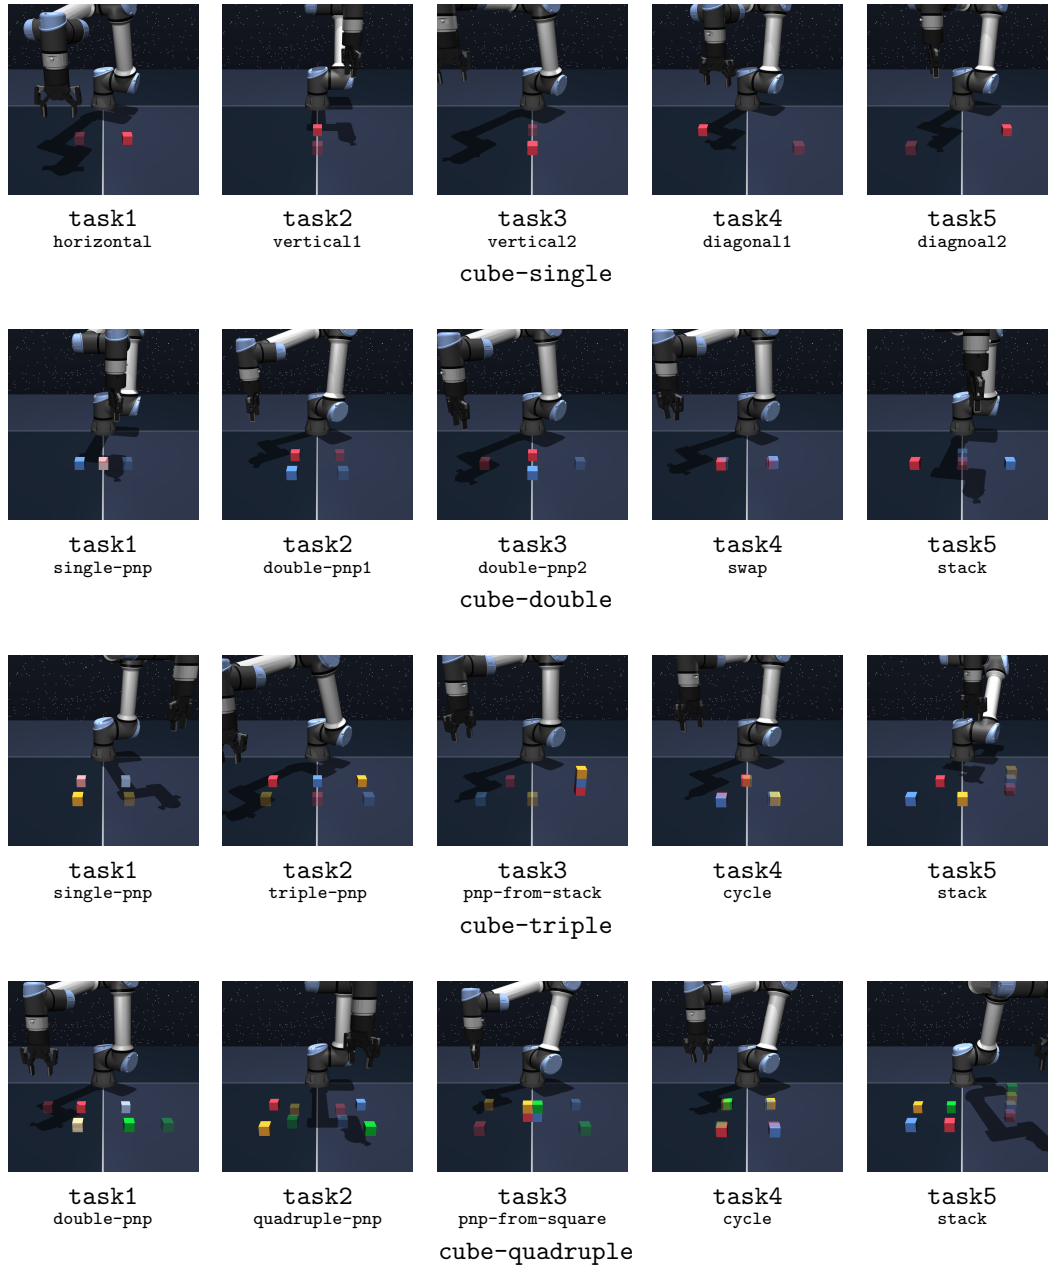 task1 task2 task3 task4 task5
horizontal vertical1 vertical2 diagonal1 diagnoal2
cube-single
task1 task2 task3 task4 task5
single-pnp double-pnp1 double-pnp2 swap stack
cube-double
task1 task2 task3 task4 task5
single-pnp triple-pnp pnp-from-stack cycle stack
cube-triple
task1 task2 task3 task4 task5
double-pnp quadruple-pnp pnp-from-square cycle stack
cube-quadruple